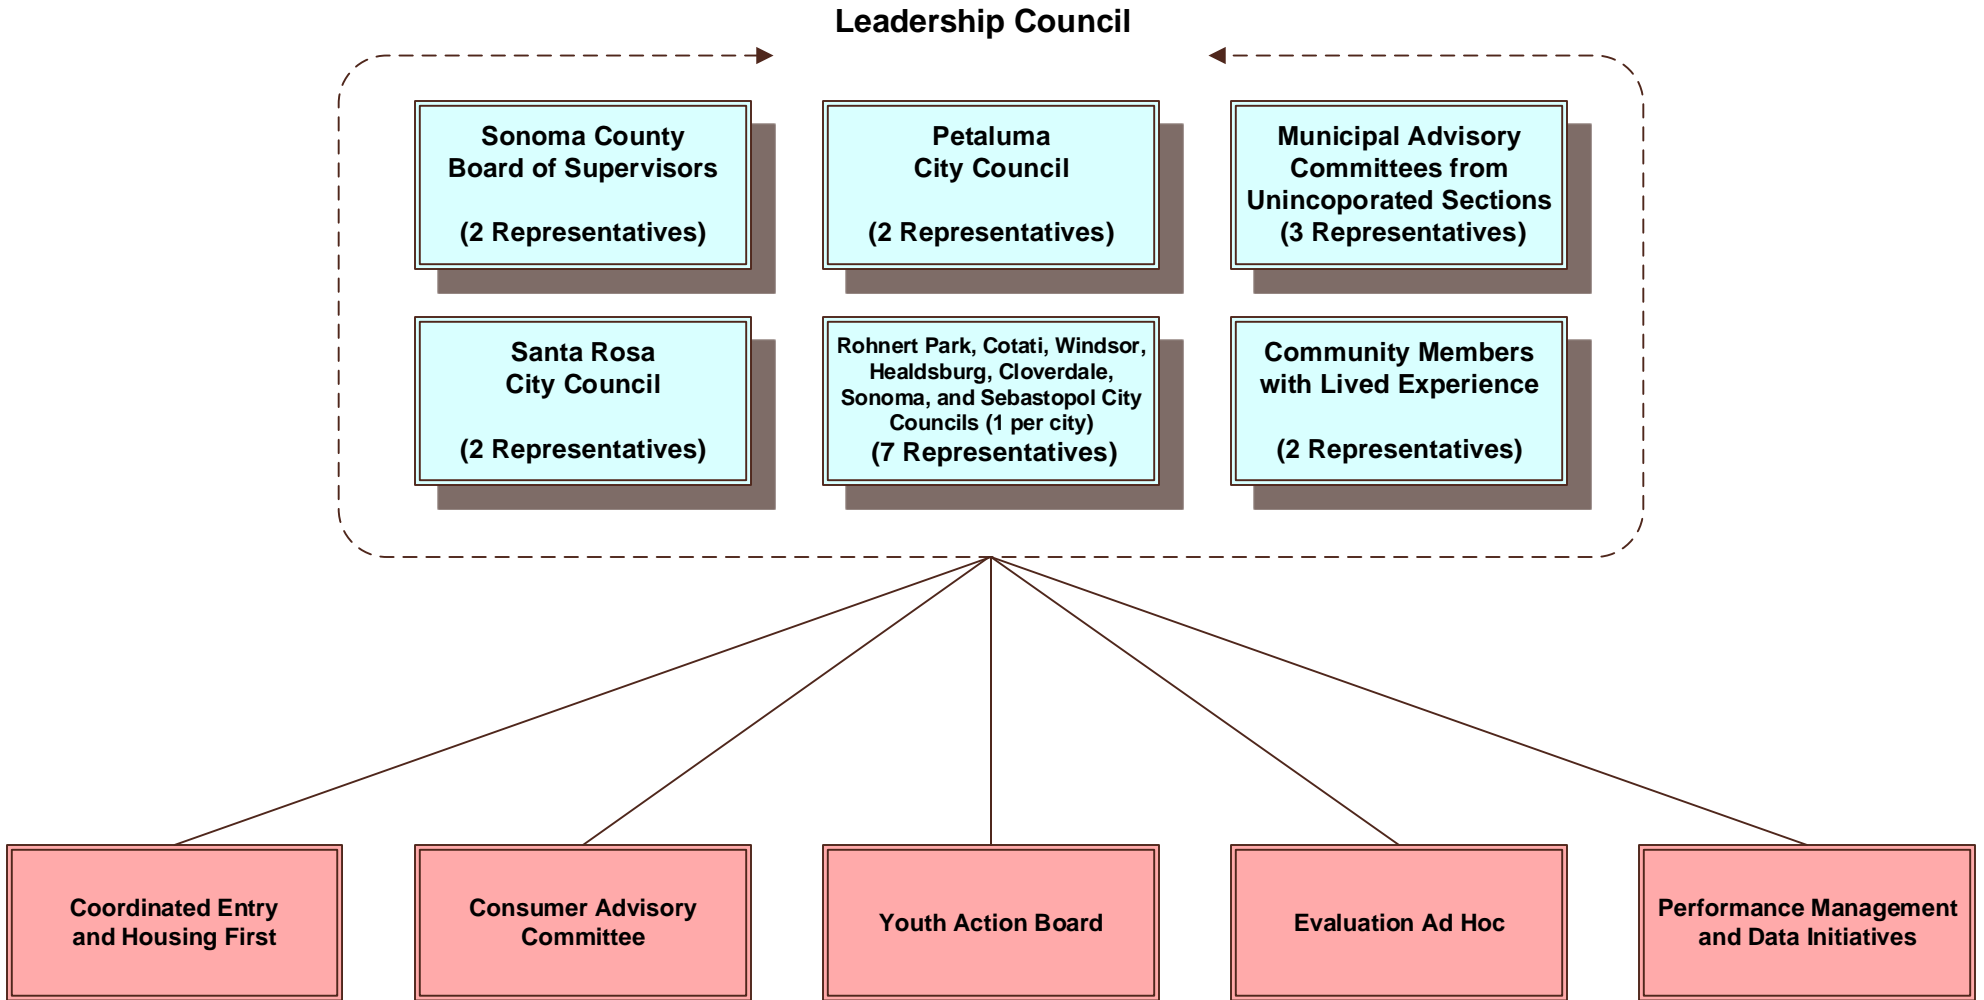 Leadership Council
Sonoma County
Board of Supervisors
(2 Representatives)
Petaluma
City Council
(2 Representatives)
Municipal Advisory
Committees from
Unincoporated Sections
(3 Representatives)
Santa Rosa
City Council
(2 Representatives)
Rohnert Park, Cotati, Windsor,
Healdsburg, Cloverdale,
Sonoma, and Sebastopol City
Councils (1 per city)
(7 Representatives)
Community Members
with Lived Experience
(2 Representatives)
Coordinated Entry
and Housing First
Consumer Advisory
Committee
Youth Action Board
Evaluation Ad Hoc
Performance Management
and Data Initiatives